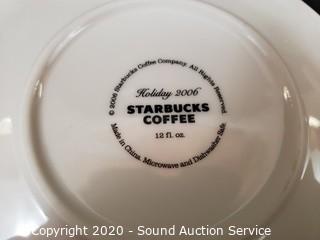 © 2006 Starbucks Coffee Company. All Rights Reserved.
Holiday 2006
STARBUCKS
COFFEE
12 fl. oz.
Made in China. Microwave and Dishwasher Safe.
Copyright 2020 - Sound Auction Service